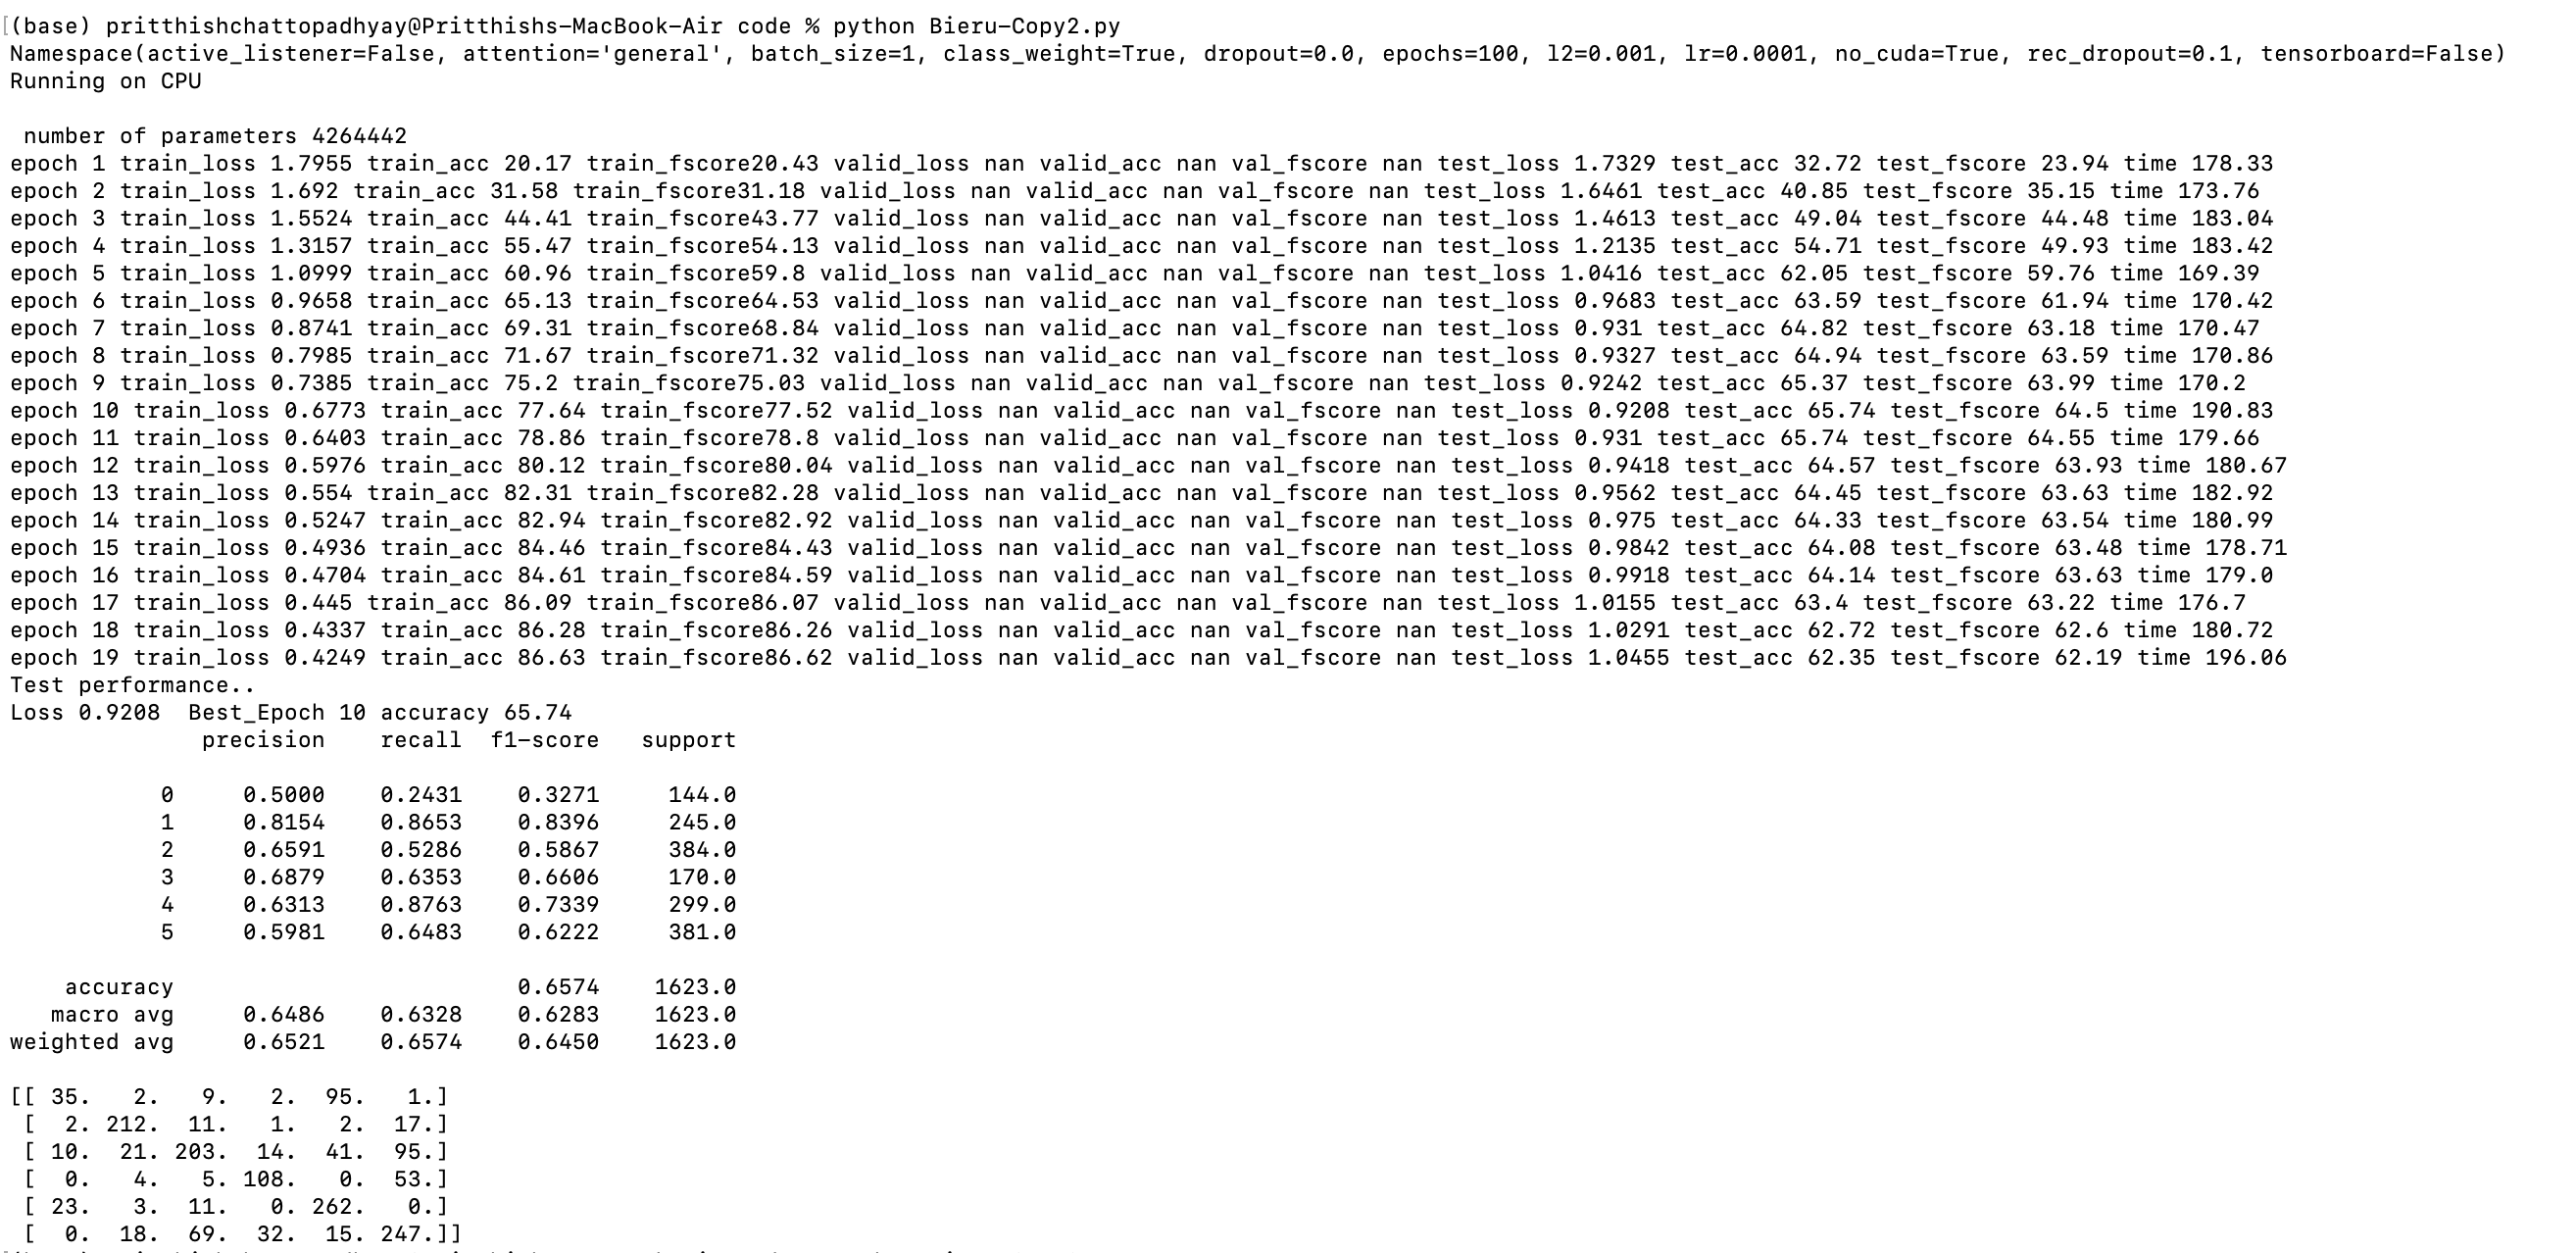 (base) pritthishchattopadhyay@Pritthishs-MacBook-Air code % python Bieru-Copy2.py
Namespace(active_listener=False, attention='general', batch_size=1, class_weight=True, dropout=0.0, epochs=100, l2=0.001, lr=0.0001, no_cuda=True, rec_dropout=0.1, tensorboard=False)
Running on CPU
number of parameters 4264442
epoch 1 train_loss 1.7955 train_acc 20.17 train_fscore20.43 valid_loss nan valid_acc nan val_fscore nan test_loss 1.7329 test_acc 32.72 test_fscore 23.94 time 178.33
epoch 2 train_loss 1.692 train_acc 31.58 train_fscore31.18 valid_loss nan valid_acc nan val_fscore nan test_loss 1.6461 test_acc 40.85 test_fscore 35.15 time 173.76
epoch 3 train_loss 1.5524 train_acc 44.41 train_fscore43.77 valid_loss nan valid_acc nan val_fscore nan test_loss 1.4613 test_acc 49.04 test_fscore 44.48 time 183.04
epoch 4 train_loss 1.3157 train_acc 55.47 train_fscore54.13 valid_loss nan valid_acc nan val_fscore nan test_loss 1.2135 test_acc 54.71 test_fscore 49.93 time 183.42
epoch 5 train_loss 1.0999 train_acc 60.96 train_fscore59.8 valid_loss nan valid_acc nan val_fscore nan test_loss 1.0416 test_acc 62.05 test_fscore 59.76 time 169.39
epoch 6 train_loss 0.9658 train_acc 65.13 train_fscore64.53 valid_loss nan valid_acc nan val_fscore nan test_loss 0.9683 test_acc 63.59 test_fscore 61.94 time 170.42
epoch 7 train_loss 0.8741 train_acc 69.31 train_fscore68.84 valid_loss nan valid_acc nan val_fscore nan test_loss 0.931 test_acc 64.82 test_fscore 63.18 time 170.47
epoch 8 train_loss 0.7985 train_acc 71.67 train_fscore71.32 valid_loss nan valid_acc nan val_fscore nan test_loss 0.9327 test_acc 64.94 test_fscore 63.59 time 170.86
epoch 9 train_loss 0.7385 train_acc 75.2 train_fscore75.03 valid_loss nan valid_acc nan val_fscore nan test_loss 0.9242 test_acc 65.37 test_fscore 63.99 time 170.2
epoch 10 train_loss 0.6773 train_acc 77.64 train_fscore77.52 valid_loss nan valid_acc nan val_fscore nan test_loss 0.9208 test_acc 65.74 test_fscore 64.5 time 190.83
epoch 11 train_loss 0.6403 train_acc 78.86 train_fscore78.8 valid_loss nan valid_acc nan val_fscore nan test_loss 0.931 test_acc 65.74 test_fscore 64.55 time 179.66
epoch 12 train_loss 0.5976 train_acc 80.12 train_fscore80.04 valid_loss nan valid_acc nan val_fscore nan test_loss 0.9418 test_acc 64.57 test_fscore 63.93 time 180.67
epoch 13 train_loss 0.554 train_acc 82.31 train_fscore82.28 valid_loss nan valid_acc nan val_fscore nan test_loss 0.9562 test_acc 64.45 test_fscore 63.63 time 182.92
epoch 14 train_loss 0.5247 train_acc 82.94 train_fscore82.92 valid_loss nan valid_acc nan val_fscore nan test_loss 0.975 test_acc 64.33 test_fscore 63.54 time 180.99
epoch 15 train_loss 0.4936 train_acc 84.46 train_fscore84.43 valid_loss nan valid_acc nan val_fscore nan test_loss 0.9842 test_acc 64.08 test_fscore 63.48 time 178.71
epoch 16 train_loss 0.4704 train_acc 84.61 train_fscore84.59 valid_loss nan valid_acc nan val_fscore nan test_loss 0.9918 test_acc 64.14 test_fscore 63.63 time 179.0
epoch 17 train_loss 0.445 train_acc 86.09 train_fscore86.07 valid_loss nan valid_acc nan val_fscore nan test_loss 1.0155 test_acc 63.4 test_fscore 63.22 time 176.7
epoch 18 train_loss 0.4337 train_acc 86.28 train_fscore86.26 valid_loss nan valid_acc nan val_fscore nan test_loss 1.0291 test_acc 62.72 test_fscore 62.6 time 180.72
epoch 19 train_loss 0.4249 train_acc 86.63 train_fscore86.62 valid_loss nan valid_acc nan val_fscore nan test_loss 1.0455 test_acc 62.35 test_fscore 62.19 time 196.06
Test performance..
Loss 0.9208  Best_Epoch 10 accuracy 65.74
precision recall f1-score support
0 0.5000 0.2431 0.3271 144.0
1 0.8154 0.8653 0.8396 245.0
2 0.6591 0.5286 0.5867 384.0
3 0.6879 0.6353 0.6606 170.0
4 0.6313 0.8763 0.7339 299.0
5 0.5981 0.6483 0.6222 381.0
accuracy 0.6574 1623.0
macro avg 0.6486 0.6328 0.6283 1623.0
weighted avg 0.6521 0.6574 0.6450 1623.0
[[ 35. 2. 9. 2. 95. 1.]
[ 2. 212. 11. 1. 2. 17.]
[ 10. 21. 203. 14. 41. 95.]
[ 0. 4. 5. 108. 0. 53.]
[ 23. 3. 11. 0. 262. 0.]
[ 0. 18. 69. 32. 15. 247.]]